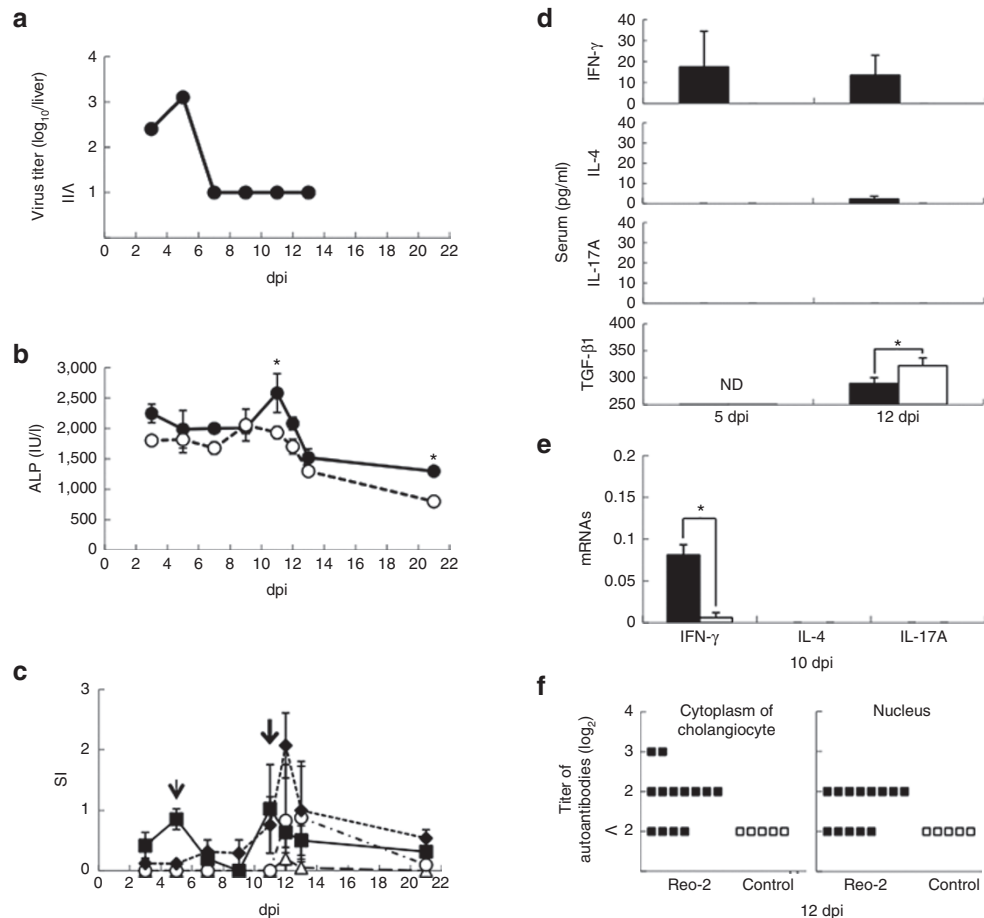 a
Virus titer (log10/liver)
4
3
2
1
IIΛ
0 2 4 6 8 10 12 14 16 18 20 22
dpi
b
ALP (IU/l)
3,000
2,500
2,000
1,500
1,000
500
0
*
*
0 2 4 6 8 10 12 14 16 18 20 22
dpi
c
SI
3
2
1
0
0 2 4 6 8 10 12 14 16 18 20 22
dpi
d
Serum (pg/ml)
IFN-γ
40
30
20
10
0
IL-4
40
30
20
10
0
IL-17A
40
30
20
10
0
TGF-β1
400
350
300
250
ND
*
5 dpi 12 dpi
e
mRNAs
0.2
0.15
0.1
0.05
0
*
IFN-γ IL-4 IL-17A
10 dpi
f
Titer of
autoantibodies (log2)
4
3
2
Λ 2
Cytoplasm of
cholangiocyte
Nucleus
Reo-2 Control Reo-2 Control
12 dpi